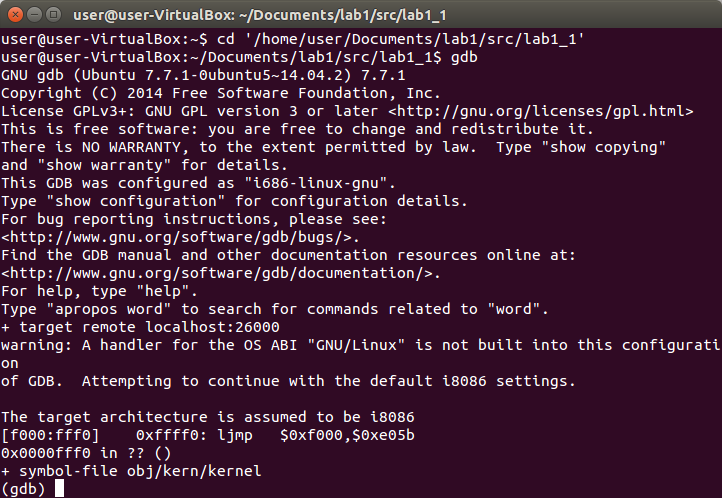 user@user-VirtualBox: ~/Documents/lab1/src/lab1_1
user@user-VirtualBox:~$ cd '/home/user/Documents/lab1/src/lab1_1'
user@user-VirtualBox:~/Documents/lab1/src/lab1_1$ gdb
GNU gdb (Ubuntu 7.7.1-0ubuntu5~14.04.2) 7.7.1
Copyright (C) 2014 Free Software Foundation, Inc.
License GPLv3+: GNU GPL version 3 or later <http://gnu.org/licenses/gpl.html>
This is free software: you are free to change and redistribute it.
There is NO WARRANTY, to the extent permitted by law.  Type "show copying"
and "show warranty" for details.
This GDB was configured as "i686-linux-gnu".
Type "show configuration" for configuration details.
For bug reporting instructions, please see:
<http://www.gnu.org/software/gdb/bugs/>.
Find the GDB manual and other documentation resources online at:
<http://www.gnu.org/software/gdb/documentation/>.
For help, type "help".
Type "apropos word" to search for commands related to "word".
+ target remote localhost:26000
warning: A handler for the OS ABI "GNU/Linux" is not built into this configurati
on
of GDB.  Attempting to continue with the default i8086 settings.

The target architecture is assumed to be i8086
[f000:fff0]    0xffff0: ljmp   $0xf000,$0xe05b
0x0000fff0 in ?? ()
+ symbol-file obj/kern/kernel
(gdb)